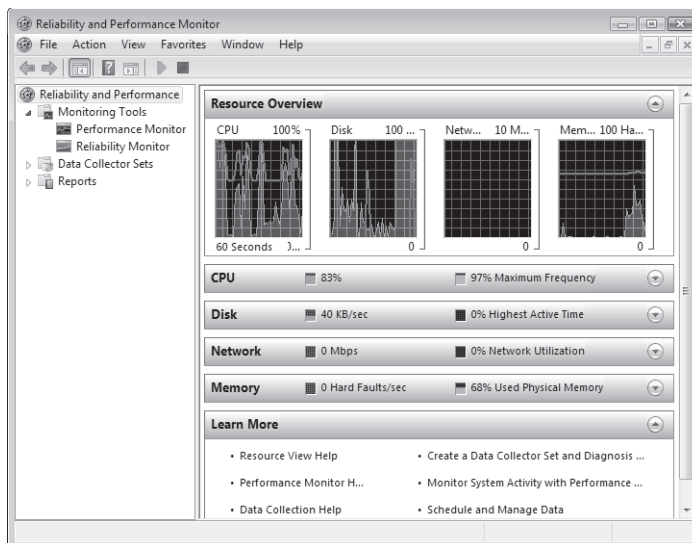 Reliability and Performance Monitor
File Action View Favorites Window Help
Reliability and Performance
Monitoring Tools
Performance Monitor
Reliability Monitor
Data Collector Sets
Reports
Resource Overview
CPU 100% Disk 100 ... Netw... 10 M... Mem... 100 Ha...
60 Seconds 0... 0 0 0
CPU 83% 97% Maximum Frequency
Disk 40 KB/sec 0% Highest Active Time
Network 0 Mbps 0% Network Utilization
Memory 0 Hard Faults/sec 68% Used Physical Memory
Learn More
• Resource View Help • Create a Data Collector Set and Diagnosis ...
• Performance Monitor H... • Monitor System Activity with Performance ...
• Data Collection Help • Schedule and Manage Data